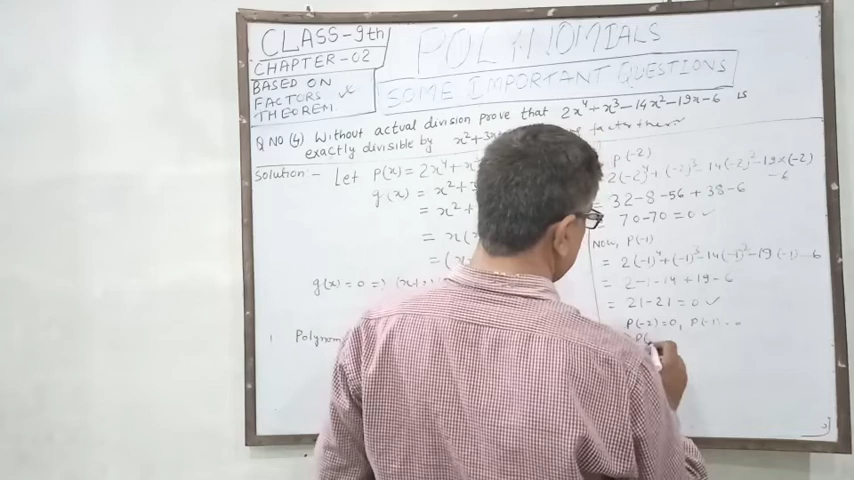 CLASS-9th
CHAPTER-02
BASED ON
FACTORS &
THEOREM
POLYNOMIALS
SOME IMPORTANT QUESTIONS
Q NO (4) Without actual division prove that 2x⁴+x³-14x²-19x-6 is
exactly divisible by x²+3x factor then
Solution:- Let P(x) = 2x⁴+x
g(x) = x²+3
= x²+
= x(
= (x
g(x) = 0 =>
Polynom
P(-2)
2(-2)⁴+(-2)³-14(-2)²-19×(-2)
-6
= 32-8-56+38-6
70-70=0 ✓
Now, P(-1)
= 2(-1)⁴+(-1)³-14(-1)²-19(-1)-6
= 2-1-14+19-6
= 21-21=0 ✓
P(-2)=0, P(-1)
P(